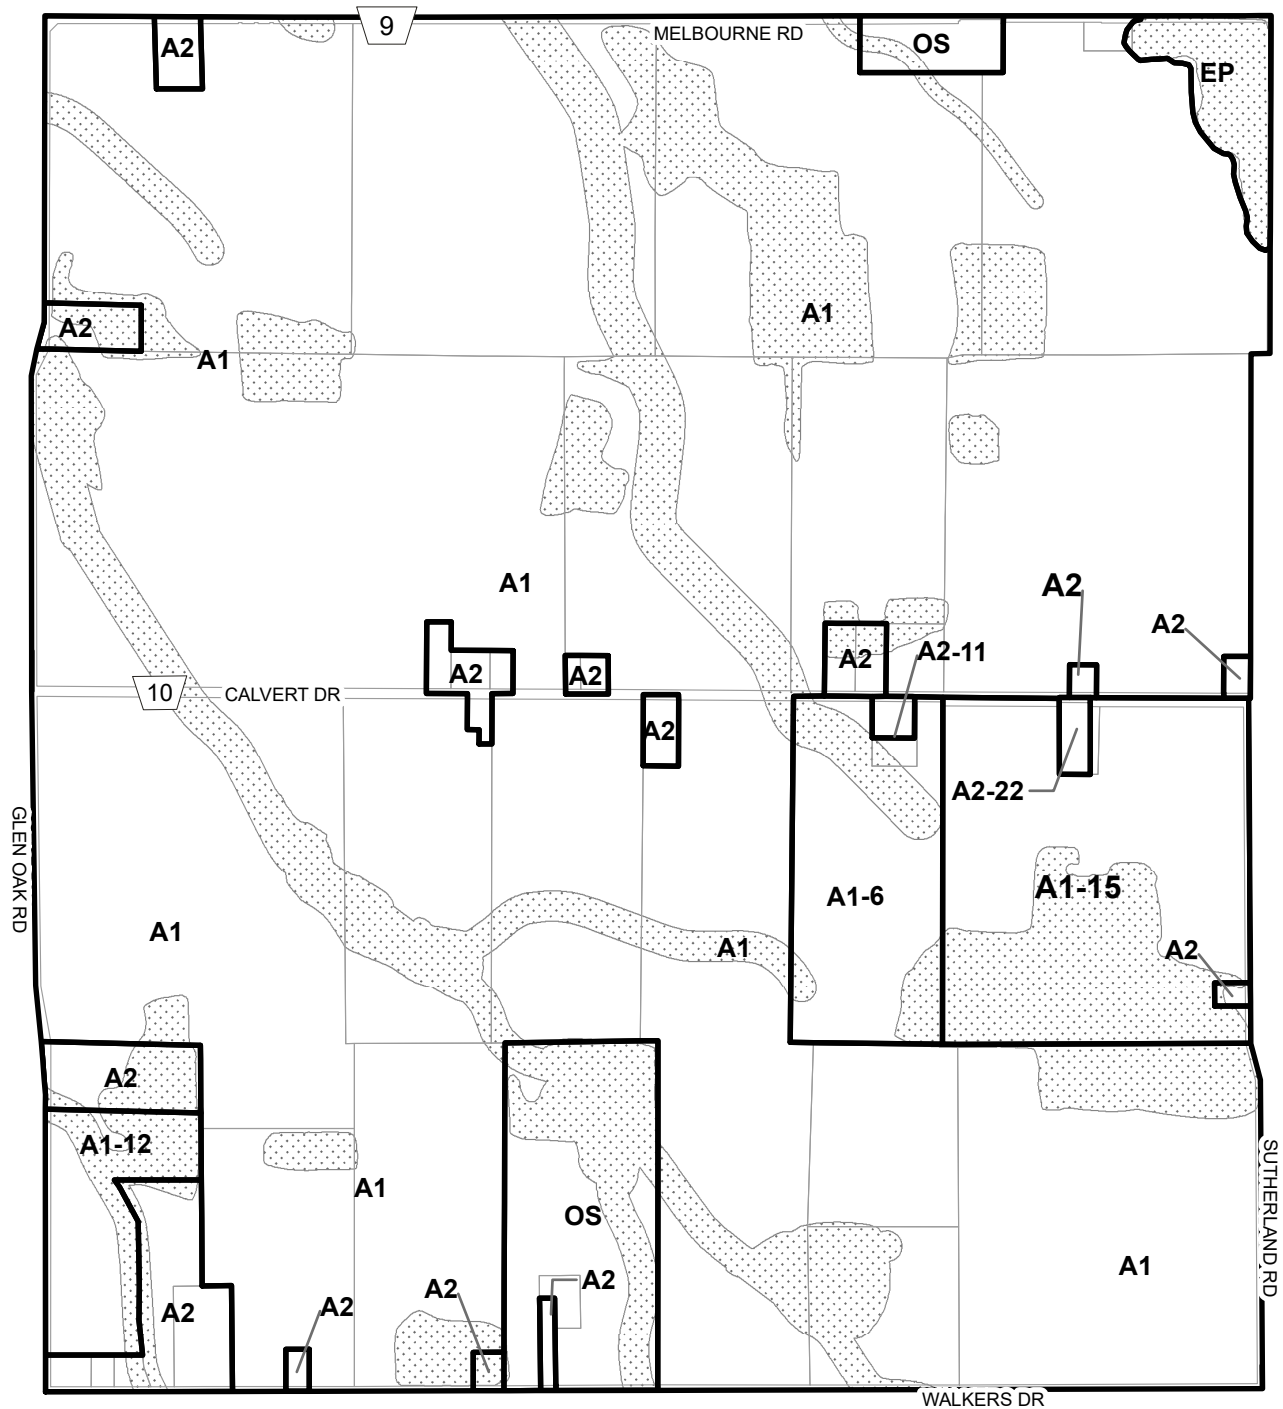 9
MELBOURNE RD
A2
OS
EP
A1
A2
A1
A1
A2
A2
A2-11
A2
A2
A2
A2
10
CALVERT DR
A2
A2-22
GLEN OAK RD
A1-6
A1-15
A1
A1
A2
A2
A1-12
A1
OS
SUTHERLAND RD
A1
A2
A2
A2
A2
WALKERS DR